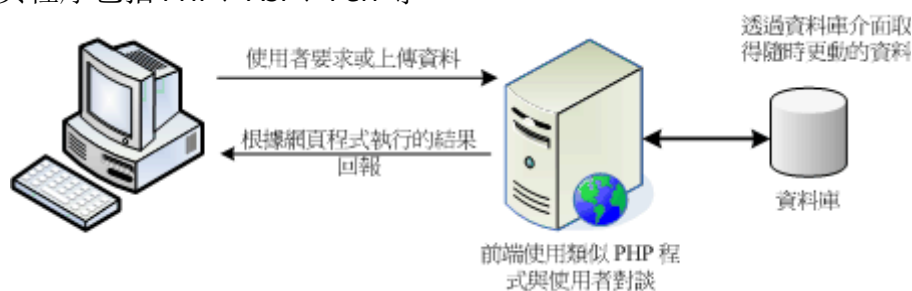 透過資料庫介面取
得隨時更動的資料
使用者要求或上傳資料
根據網頁程式執行的結果
回報
資料庫
前端使用類似 PHP 程
式與使用者對談